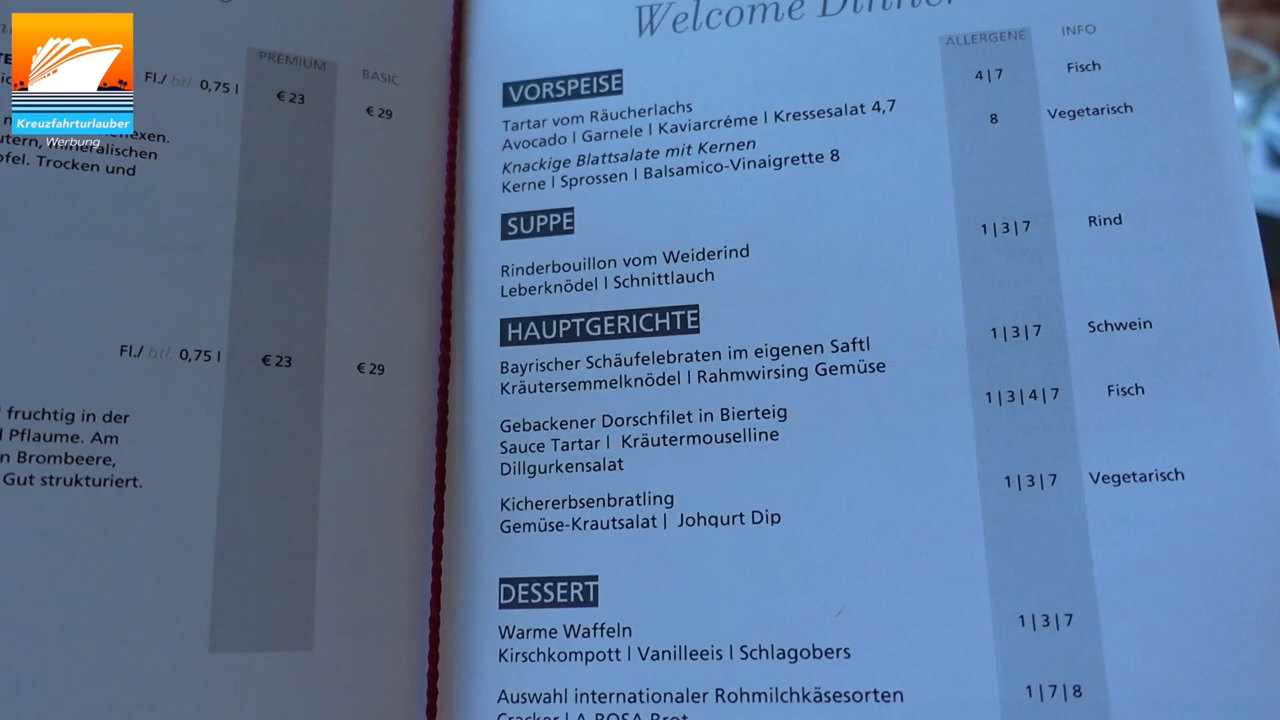 Kreuzfahrturlauber
Werbung
PREMIUM
BASIC
Fl./ btl. 0,75 l
€ 23
€ 29
mineralischen
Trocken und
Fl./ btl. 0,75 l
€ 23
€ 29
fruchtig in der
Pflaume. Am
Brombeere,
Gut strukturiert.
Welcome Dinner
ALLERGENE
INFO
VORSPEISE
Tartar vom Räucherlachs
4|7
Fisch
Avocado | Garnele | Kaviarcréme | Kressesalat 4,7
Knackige Blattsalate mit Kernen
8
Vegetarisch
Kerne | Sprossen | Balsamico-Vinaigrette 8
SUPPE
Rinderbouillon vom Weiderind
1|3|7
Rind
Leberknödel | Schnittlauch
HAUPTGERICHTE
Bayrischer Schäufelebraten im eigenen Saftl
1|3|7
Schwein
Kräutersemmelknödel | Rahmwirsing Gemüse
Gebackener Dorschfilet in Bierteig
1|3|4|7
Fisch
Sauce Tartar | Kräutermouselline
Dillgurkensalat
Kichererbsenbratling
1|3|7
Vegetarisch
Gemüse-Krautsalat | Johgurt Dip
DESSERT
Warme Waffeln
1|3|7
Kirschkompott | Vanilleeis | Schlagobers
Auswahl internationaler Rohmilchkäsesorten
1|7|8
Cracker | A-ROSA Brot